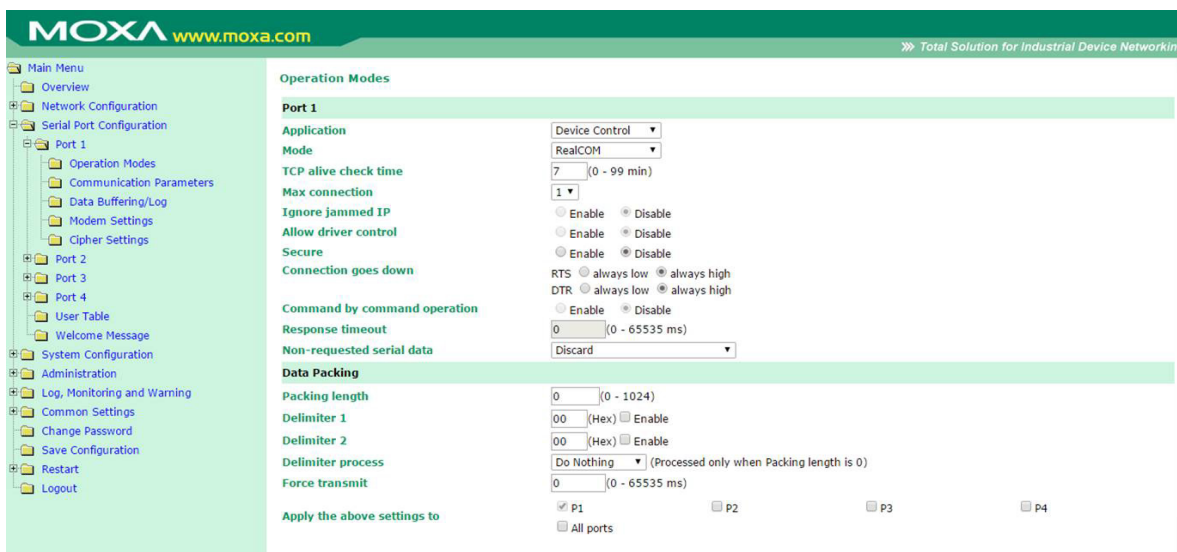 MOXA www.moxa.com
Total Solution for Industrial Device Networkin
Main Menu
Overview
Network Configuration
Serial Port Configuration
Port 1
Operation Modes
Communication Parameters
Data Buffering/Log
Modem Settings
Cipher Settings
Port 2
Port 3
Port 4
User Table
Welcome Message
System Configuration
Administration
Log, Monitoring and Warning
Common Settings
Change Password
Save Configuration
Restart
Logout
Operation Modes
Port 1
Application Device Control
Mode RealCOM
TCP alive check time 7 (0 - 99 min)
Max connection 1
Ignore jammed IP Enable Disable
Allow driver control Enable Disable
Secure Enable Disable
Connection goes down RTS always low always high
DTR always low always high
Command by command operation Enable Disable
Response timeout 0 (0 - 65535 ms)
Non-requested serial data Discard
Data Packing
Packing length 0 (0 - 1024)
Delimiter 1 00 (Hex) Enable
Delimiter 2 00 (Hex) Enable
Delimiter process Do Nothing (Processed only when Packing length is 0)
Force transmit 0 (0 - 65535 ms)
Apply the above settings to P1 P2 P3 P4
All ports